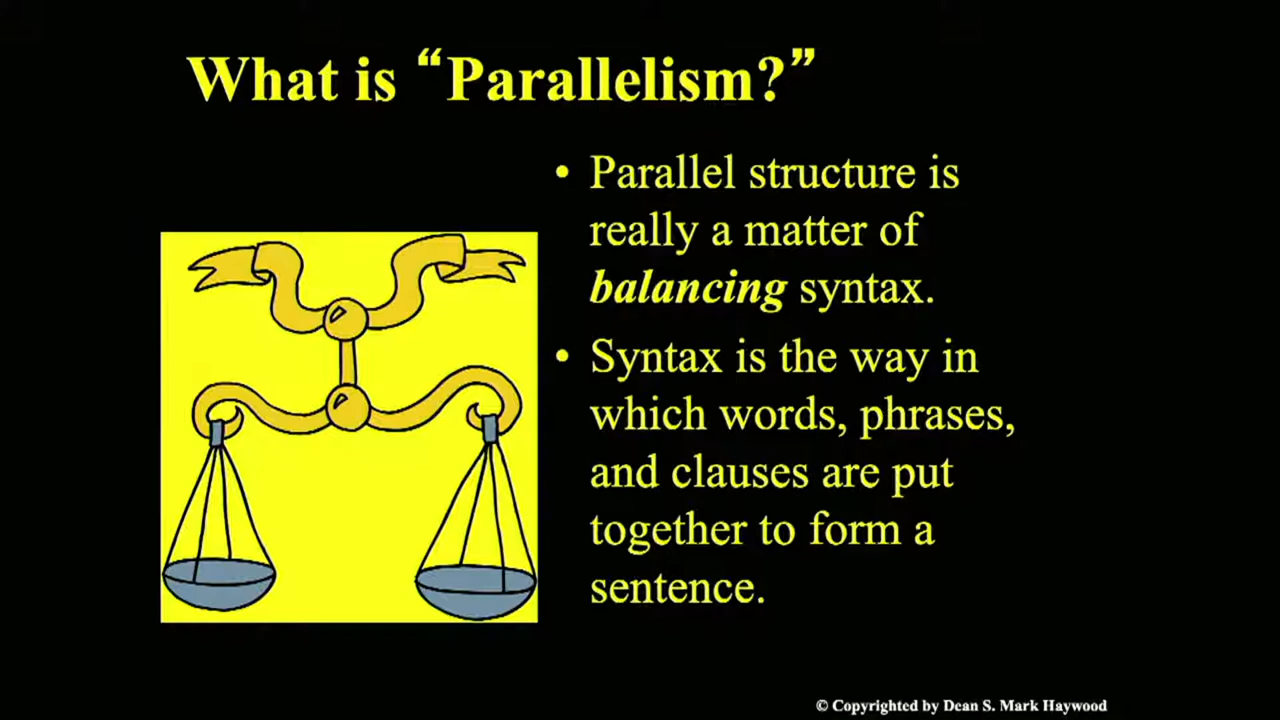 What is “Parallelism?”
• Parallel structure is
really a matter of
balancing syntax.
• Syntax is the way in
which words, phrases,
and clauses are put
together to form a
sentence.
© Copyrighted by Dean S. Mark Haywood